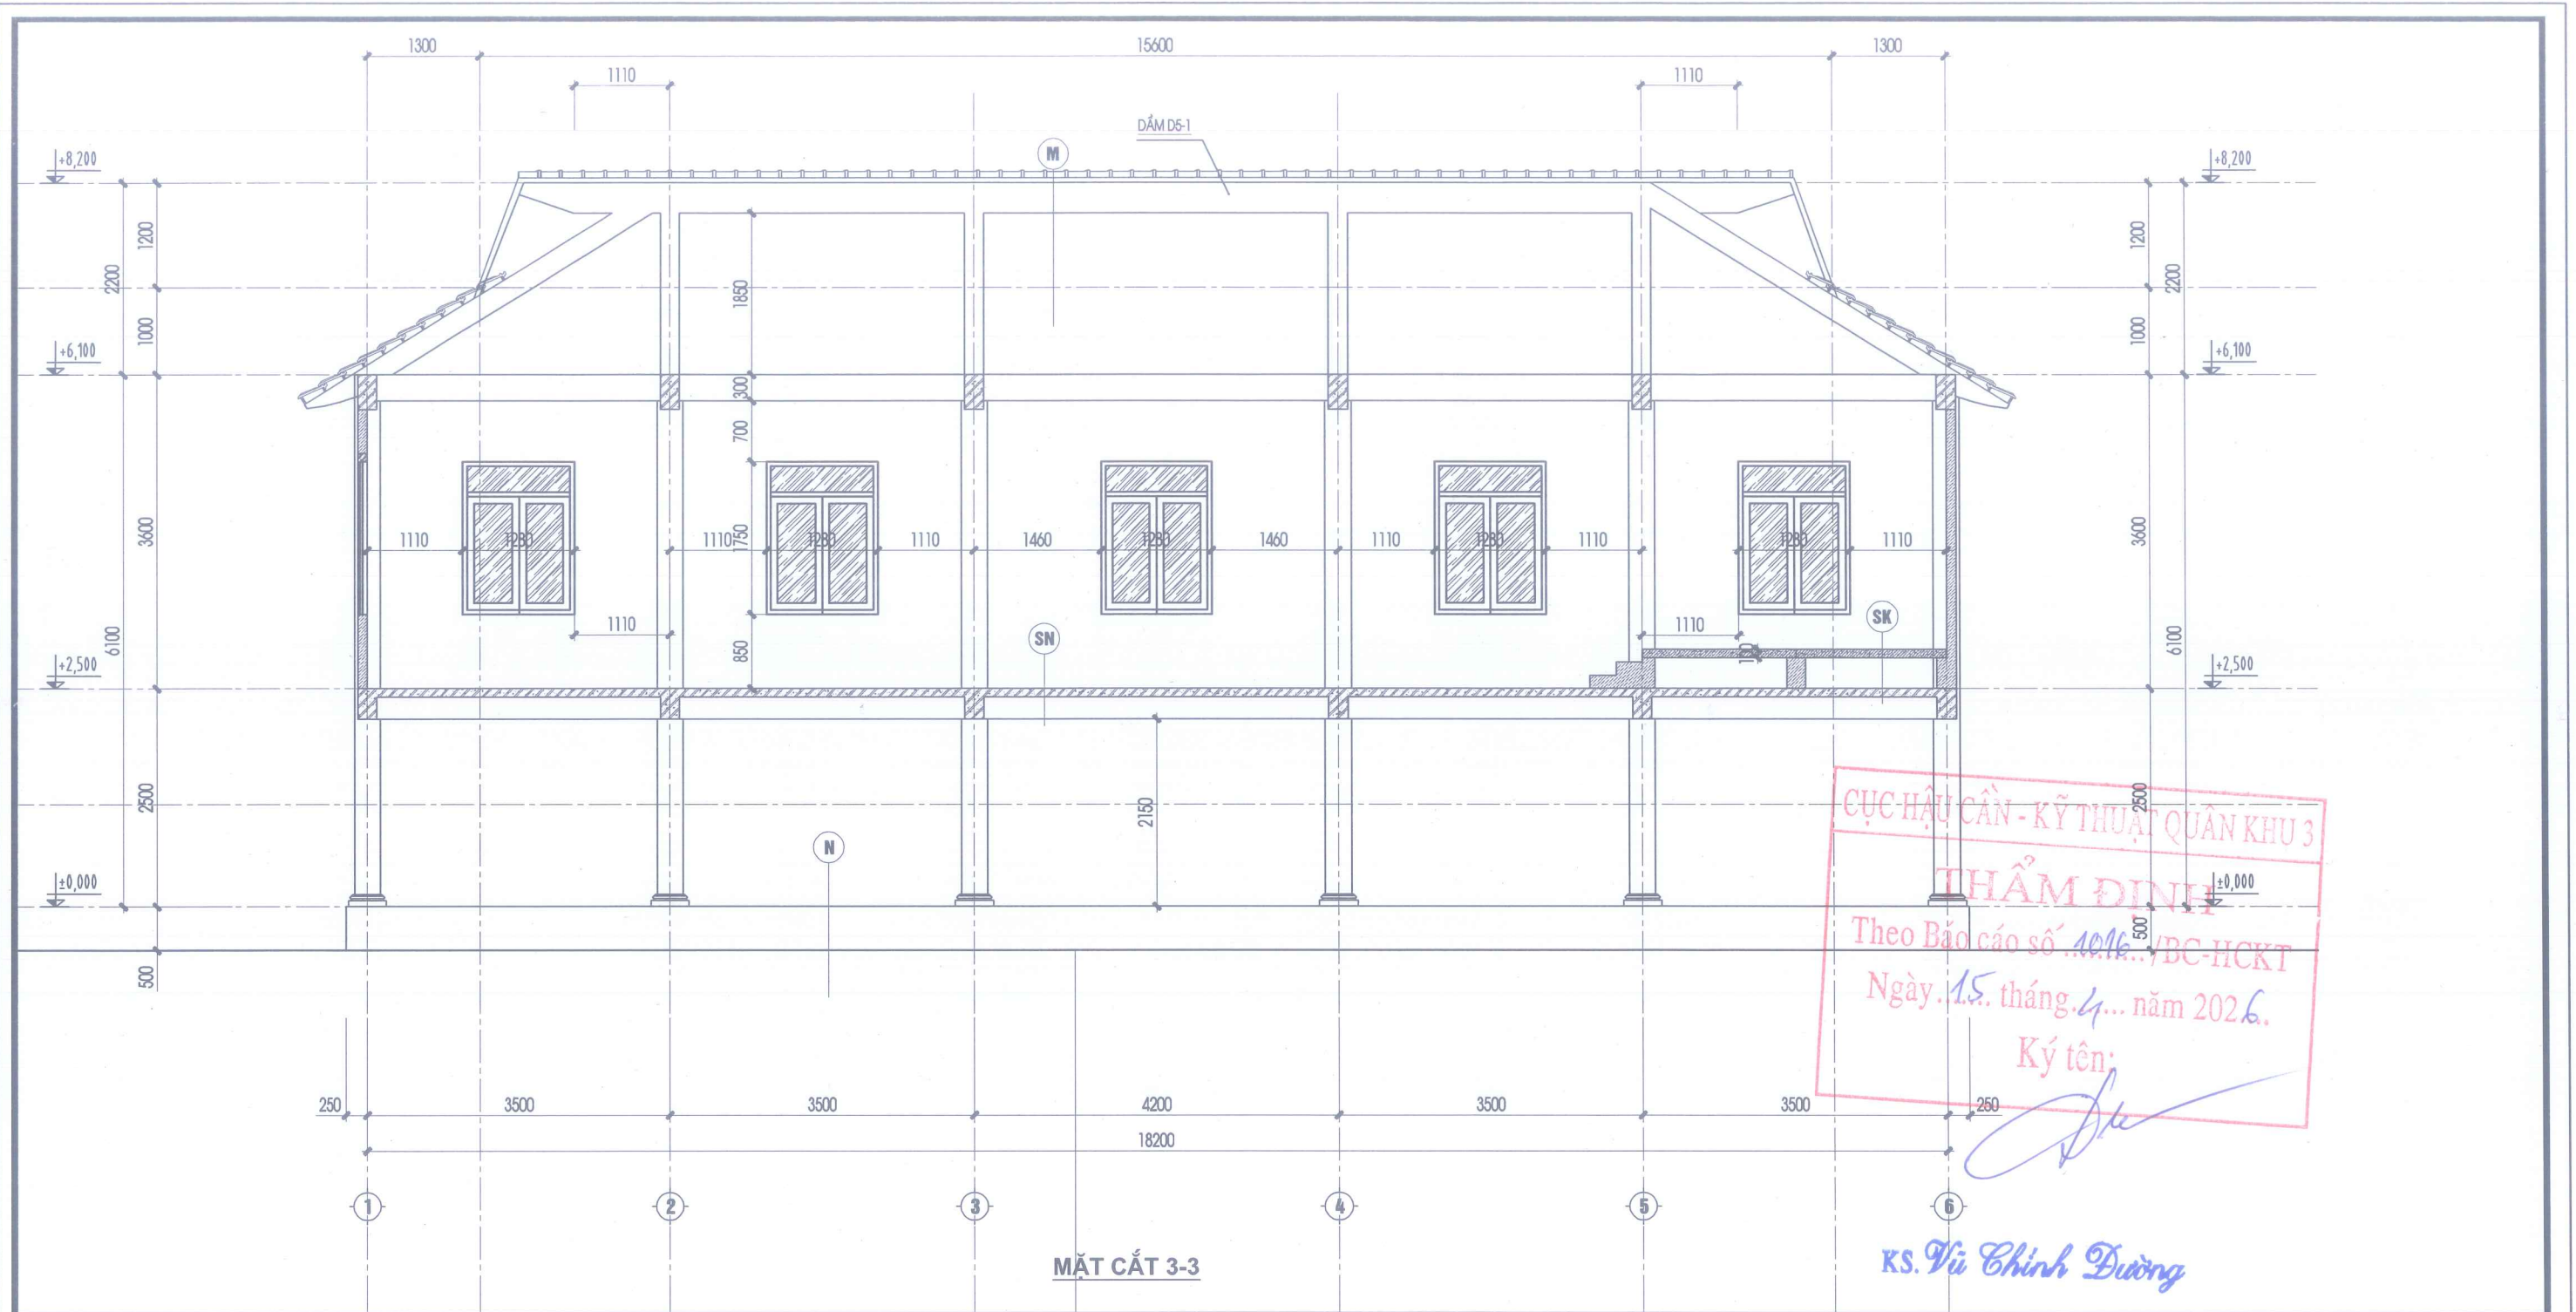 1300 15600 1300
1110 1110
DẦM D5-1
M
+8,200 +8,200
1200 1200
2200 1850 2200
1000 1000
+6,100 +6,100
300
700
3600 3600
1110 1280 1110 1750 1280 1110 1460 1280 1460 1110 1280 1110 1280 1110
1110 SN 1110 SK
6100 850 100 6100
+2,500 +2,500
2500 2150 2500
N
±0,000 ±0,000
500 500
CỤC HẬU CẦN - KỸ THUẬT QUÂN KHU 3
THẨM ĐỊNH
Theo Báo cáo số 1016 /BC-HCKT
Ngày 15 tháng 4 năm 2026
Ký tên:
250 3500 3500 4200 3500 3500 250
18200
1 2 3 4 5 6
MẶT CẮT 3-3
KS. Vũ Chính Đường